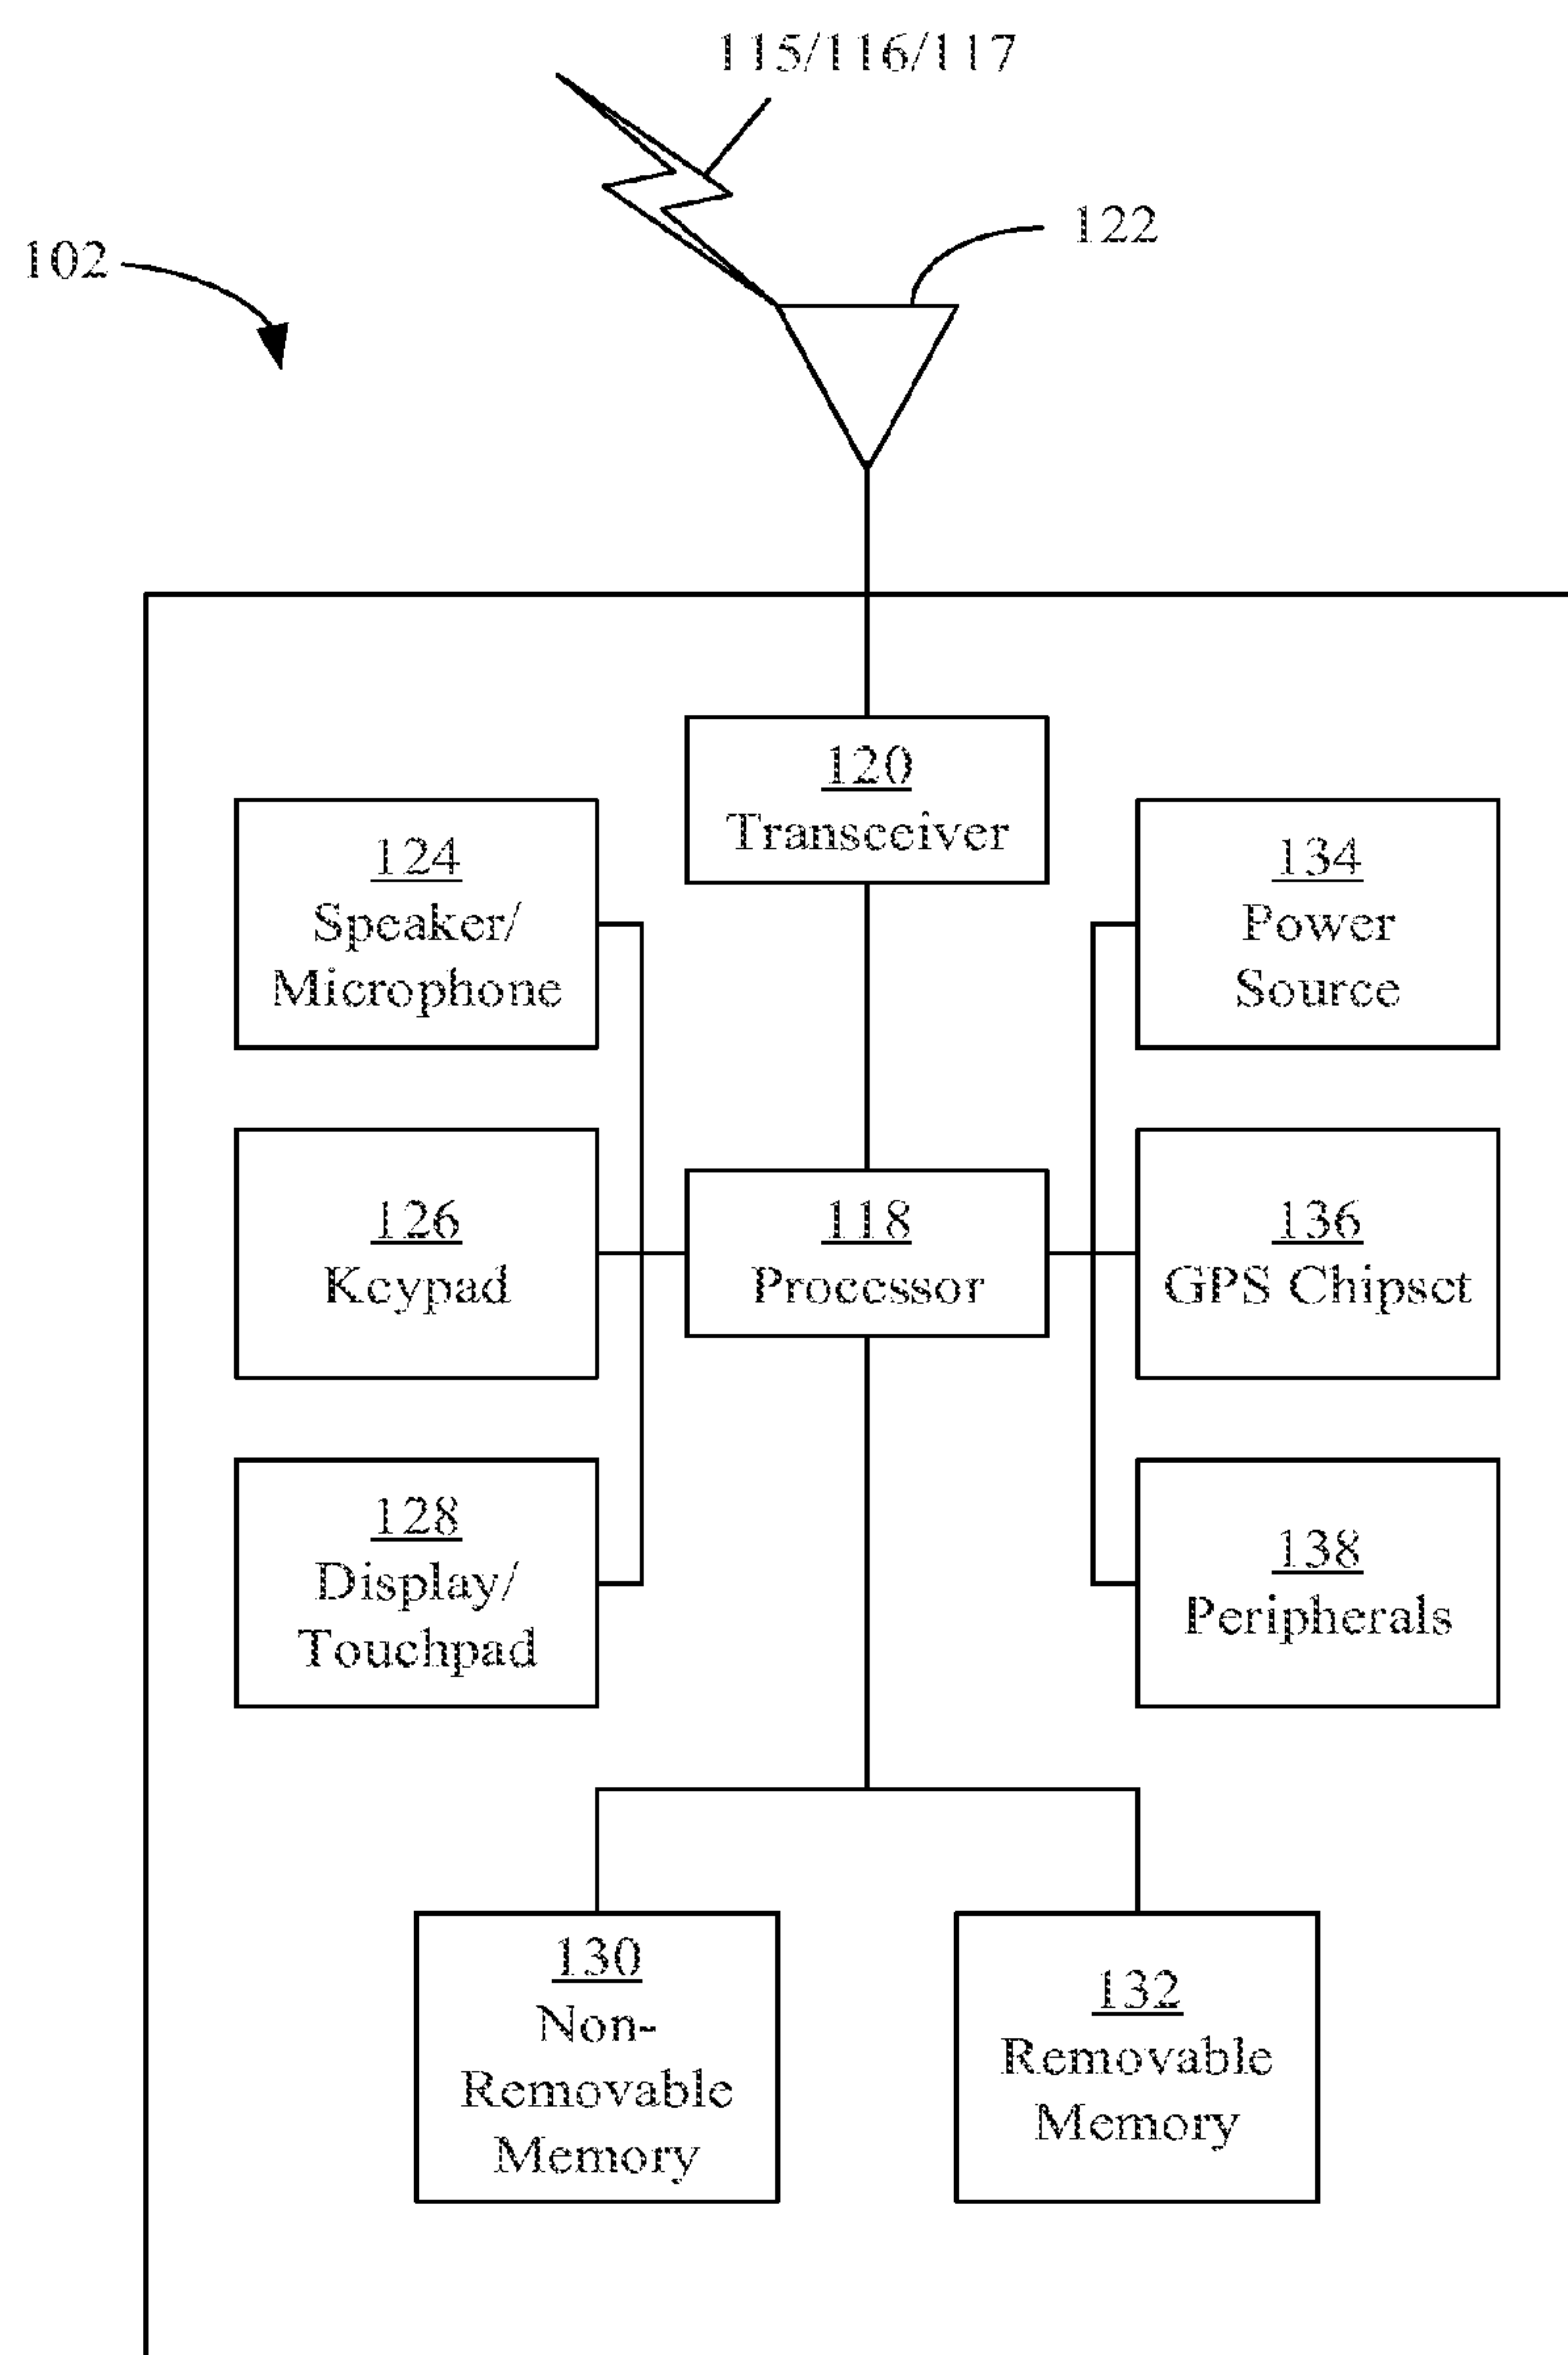 115/116/117
122
102
120
Transceiver
124
Speaker/
Microphone
134
Power
Source
126
Keypad
118
Processor
136
GPS Chipset
128
Display/
Touchpad
138
Peripherals
130
Non-
Removable
Memory
132
Removable
Memory